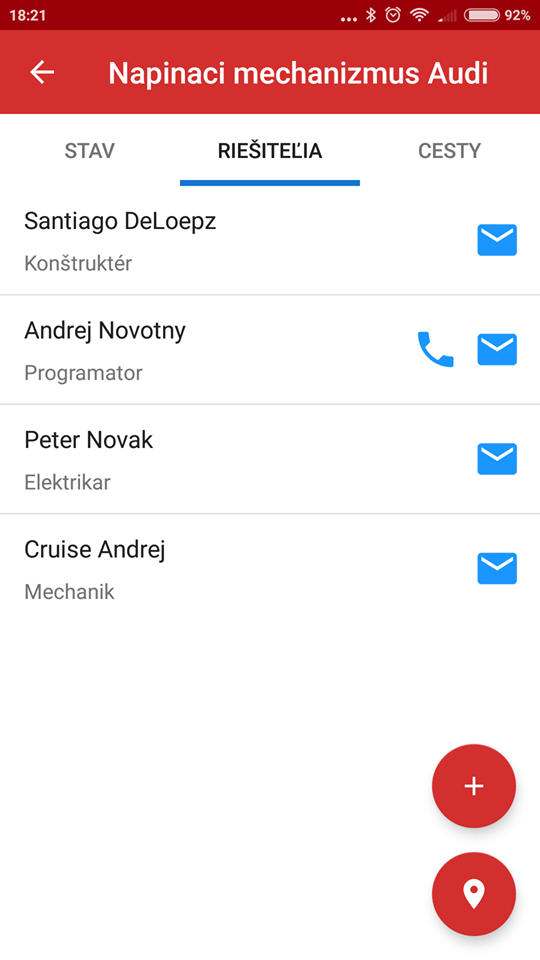 18:21
92%
Napinaci mechanizmus Audi
STAV
RIEŠITEĽIA
CESTY
Santiago DeLoepz
Konštruktér
Andrej Novotny
Programator
Peter Novak
Elektrikar
Cruise Andrej
Mechanik